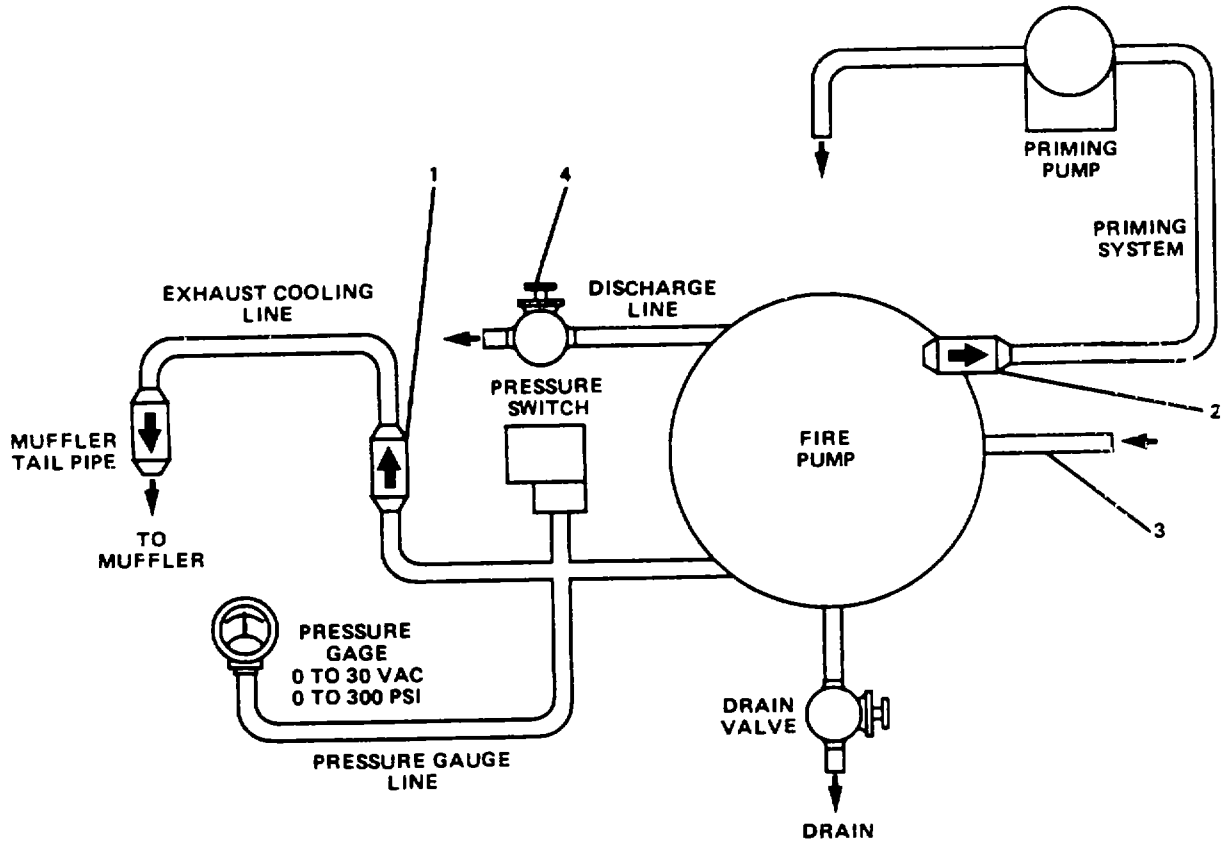 PRIMING
PUMP
1
4
PRIMING
SYSTEM
EXHAUST COOLING
LINE
DISCHARGE
LINE
PRESSURE
SWITCH
2
MUFFLER
TAIL PIPE
FIRE
PUMP
3
TO
MUFFLER
PRESSURE
GAGE
0 TO 30 VAC
0 TO 300 PSI
DRAIN
VALVE
PRESSURE GAUGE
LINE
DRAIN